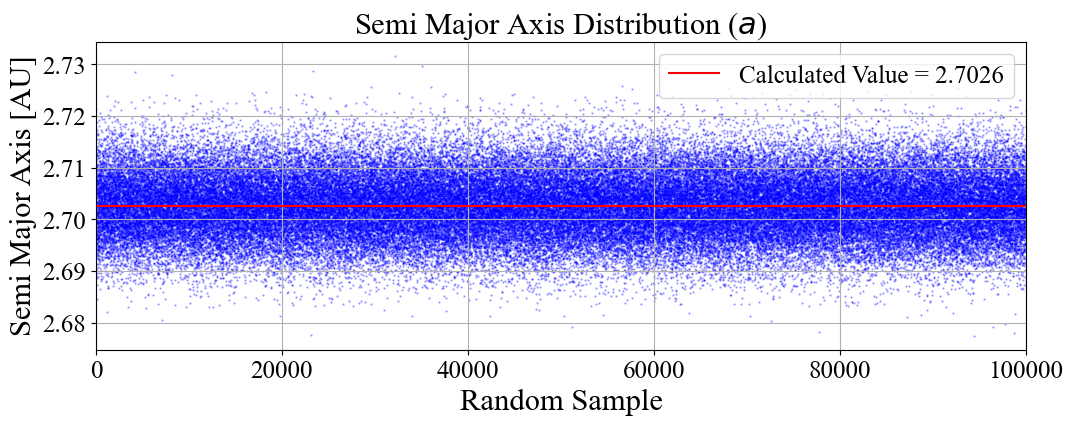 Semi Major Axis Distribution (a)
Semi Major Axis [AU]
2.73
2.72
2.71
2.70
2.69
2.68
Calculated Value = 2.7026
0 20000 40000 60000 80000 100000
Random Sample